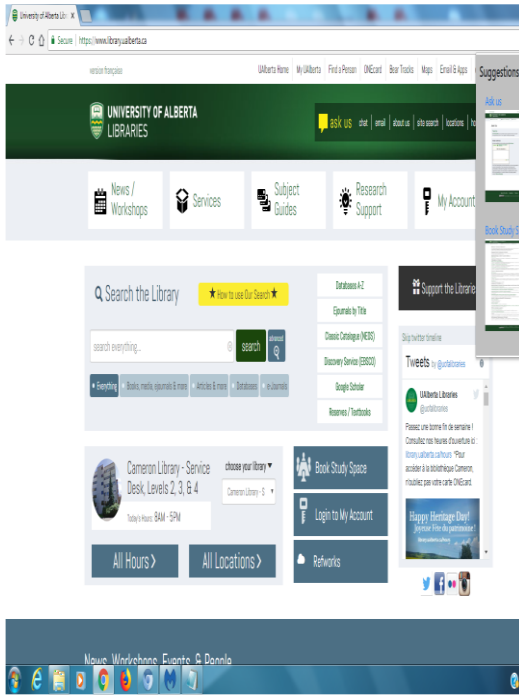 University of Alberta Lib
Secure
https://www.library.ualberta.ca
version française
UAlberta Home
My UAlberta
Find a Person
ONEcard
Bear Tracks
Maps
Email & Apps
Suggestions
Ask us
UNIVERSITY OF ALBERTA
LIBRARIES
ask us
chat
email
about us
site search
locations
News /
Workshops
Services
Subject
Guides
Research
Support
My Account
Book Study S
Search the Library
★ How to use Our Search ★
search everything...
search
advanced
Everything
Books, media, ejournals & more
Articles & more
Databases
e-Journals
Databases A-Z
Ejournals by Title
Classic Catalogue (NEOS)
Discovery Service (EBSCO)
Google Scholar
Reserves / Textbooks
Support the Librarie
Skip twitter timeline
Tweets by @uofalibraries
UAlberta Libraries
@uofalibraries
Passez une bonne fin de semaine !
Consultez nos heures d'ouverture ici :
library.ualberta.ca/hours *Pour
accéder à la bibliothèque Cameron,
n'oubliez pas votre carte ONEcard.
Happy Heritage Day!
Joyeuse Fête du patrimoine!
Cameron Library - Service
Desk, Levels 2, 3, & 4
Today's Hours: 8AM - 5PM
choose your library ▼
Cameron Library - S
All Hours >
All Locations >
Book Study Space
Login to My Account
Refworks
News, Workshops, Events, & People